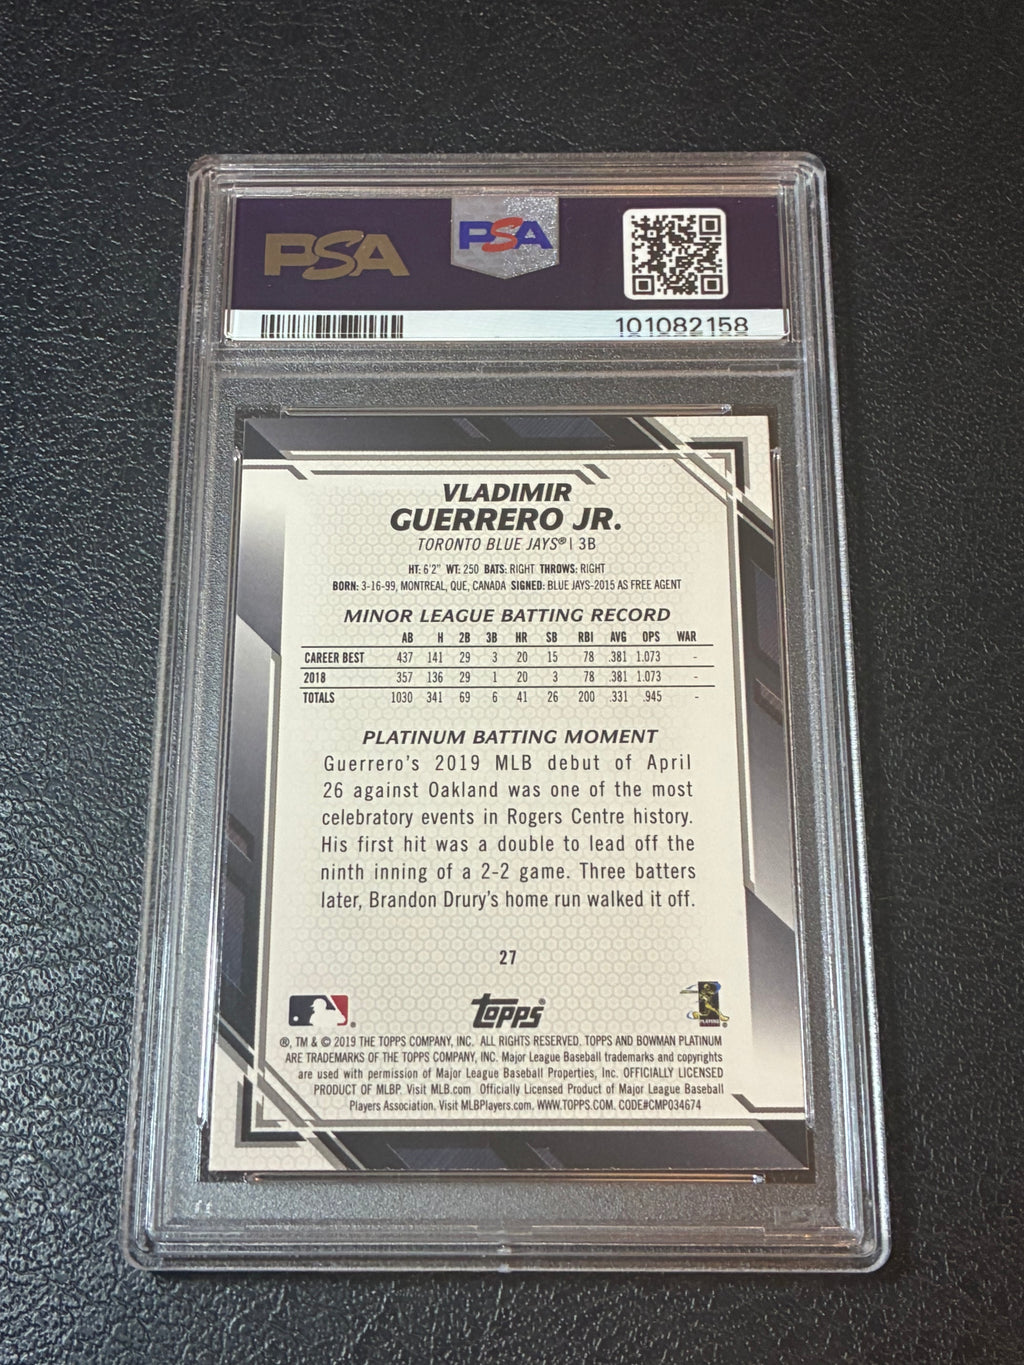 PSA PSA
101082158
VLADIMIR
GUERRERO JR.
TORONTO BLUE JAYS® | 3B
HT: 6'2" WT: 250 BATS: RIGHT THROWS: RIGHT
BORN: 3-16-99, MONTREAL, QUE, CANADA SIGNED: BLUE JAYS-2015 AS FREE AGENT
MINOR LEAGUE BATTING RECORD
AB H 2B 3B HR SB RBI AVG OPS WAR
CAREER BEST 437 141 29 3 20 15 78 .381 1.073 -
2018 357 136 29 1 20 3 78 .381 1.073 -
TOTALS 1030 341 69 6 41 26 200 .331 .945 -
PLATINUM BATTING MOMENT
Guerrero's 2019 MLB debut of April
26 against Oakland was one of the most
celebratory events in Rogers Centre history.
His first hit was a double to lead off the
ninth inning of a 2-2 game. Three batters
later, Brandon Drury's home run walked it off.
27
Topps®
®, TM & © 2019 THE TOPPS COMPANY, INC. ALL RIGHTS RESERVED. TOPPS AND BOWMAN PLATINUM
ARE TRADEMARKS OF THE TOPPS COMPANY, INC. Major League Baseball trademarks and copyrights
are used with permission of Major League Baseball Properties, Inc. OFFICIALLY LICENSED
PRODUCT OF MLBP. Visit MLB.com Officially Licensed Product of Major League Baseball
Players Association. Visit MLBPlayers.com. WWW.TOPPS.COM. CODE#CMP034674